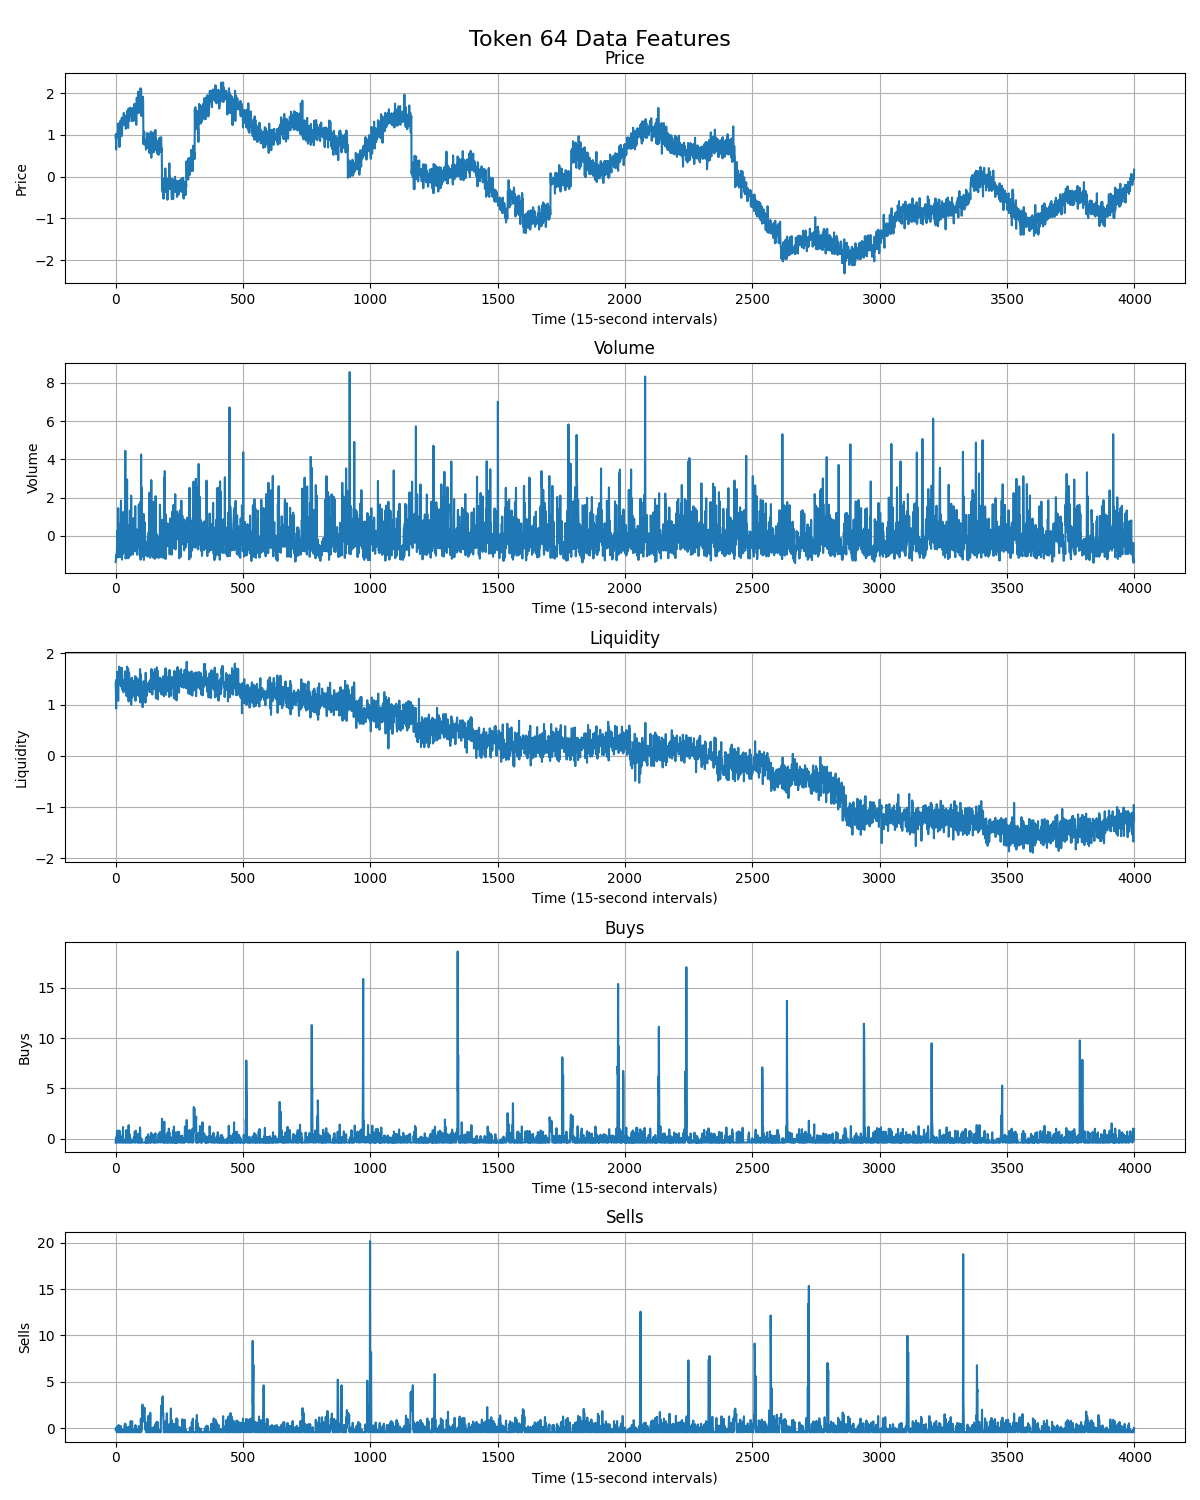 Token 64 Data Features
Price
2
1
0
−1
−2
Price
0 500 1000 1500 2000 2500 3000 3500 4000
Time (15-second intervals)
Volume
8
6
4
2
0
Volume
0 500 1000 1500 2000 2500 3000 3500 4000
Time (15-second intervals)
Liquidity
2
1
0
−1
−2
Liquidity
0 500 1000 1500 2000 2500 3000 3500 4000
Time (15-second intervals)
Buys
15
10
5
0
Buys
0 500 1000 1500 2000 2500 3000 3500 4000
Time (15-second intervals)
Sells
20
15
10
5
0
Sells
0 500 1000 1500 2000 2500 3000 3500 4000
Time (15-second intervals)